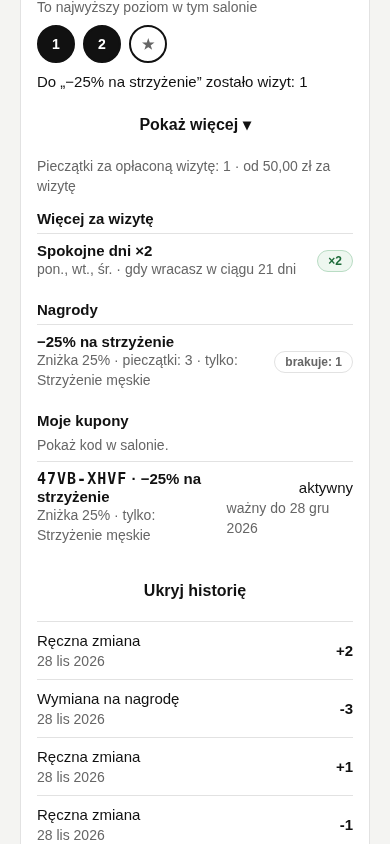 To najwyższy poziom w tym salonie
1 2 ★
Do „−25% na strzyżenie” zostało wizyt: 1
Pokaż więcej ▾
Pieczątki za opłaconą wizytę: 1 · od 50,00 zł za
wizytę
Więcej za wizytę
Spokojne dni ×2
pon., wt., śr. · gdy wracasz w ciągu 21 dni
×2
Nagrody
−25% na strzyżenie
Zniżka 25% · pieczątki: 3 · tylko:
Strzyżenie męskie
brakuje: 1
Moje kupony
Pokaż kod w salonie.
47VB-XHVF · −25% na
strzyżenie
Zniżka 25% · tylko:
Strzyżenie męskie
aktywny
ważny do 28 gru
2026
Ukryj historię
Ręczna zmiana
28 lis 2026
+2
Wymiana na nagrodę
28 lis 2026
-3
Ręczna zmiana
28 lis 2026
+1
Ręczna zmiana
28 lis 2026
-1